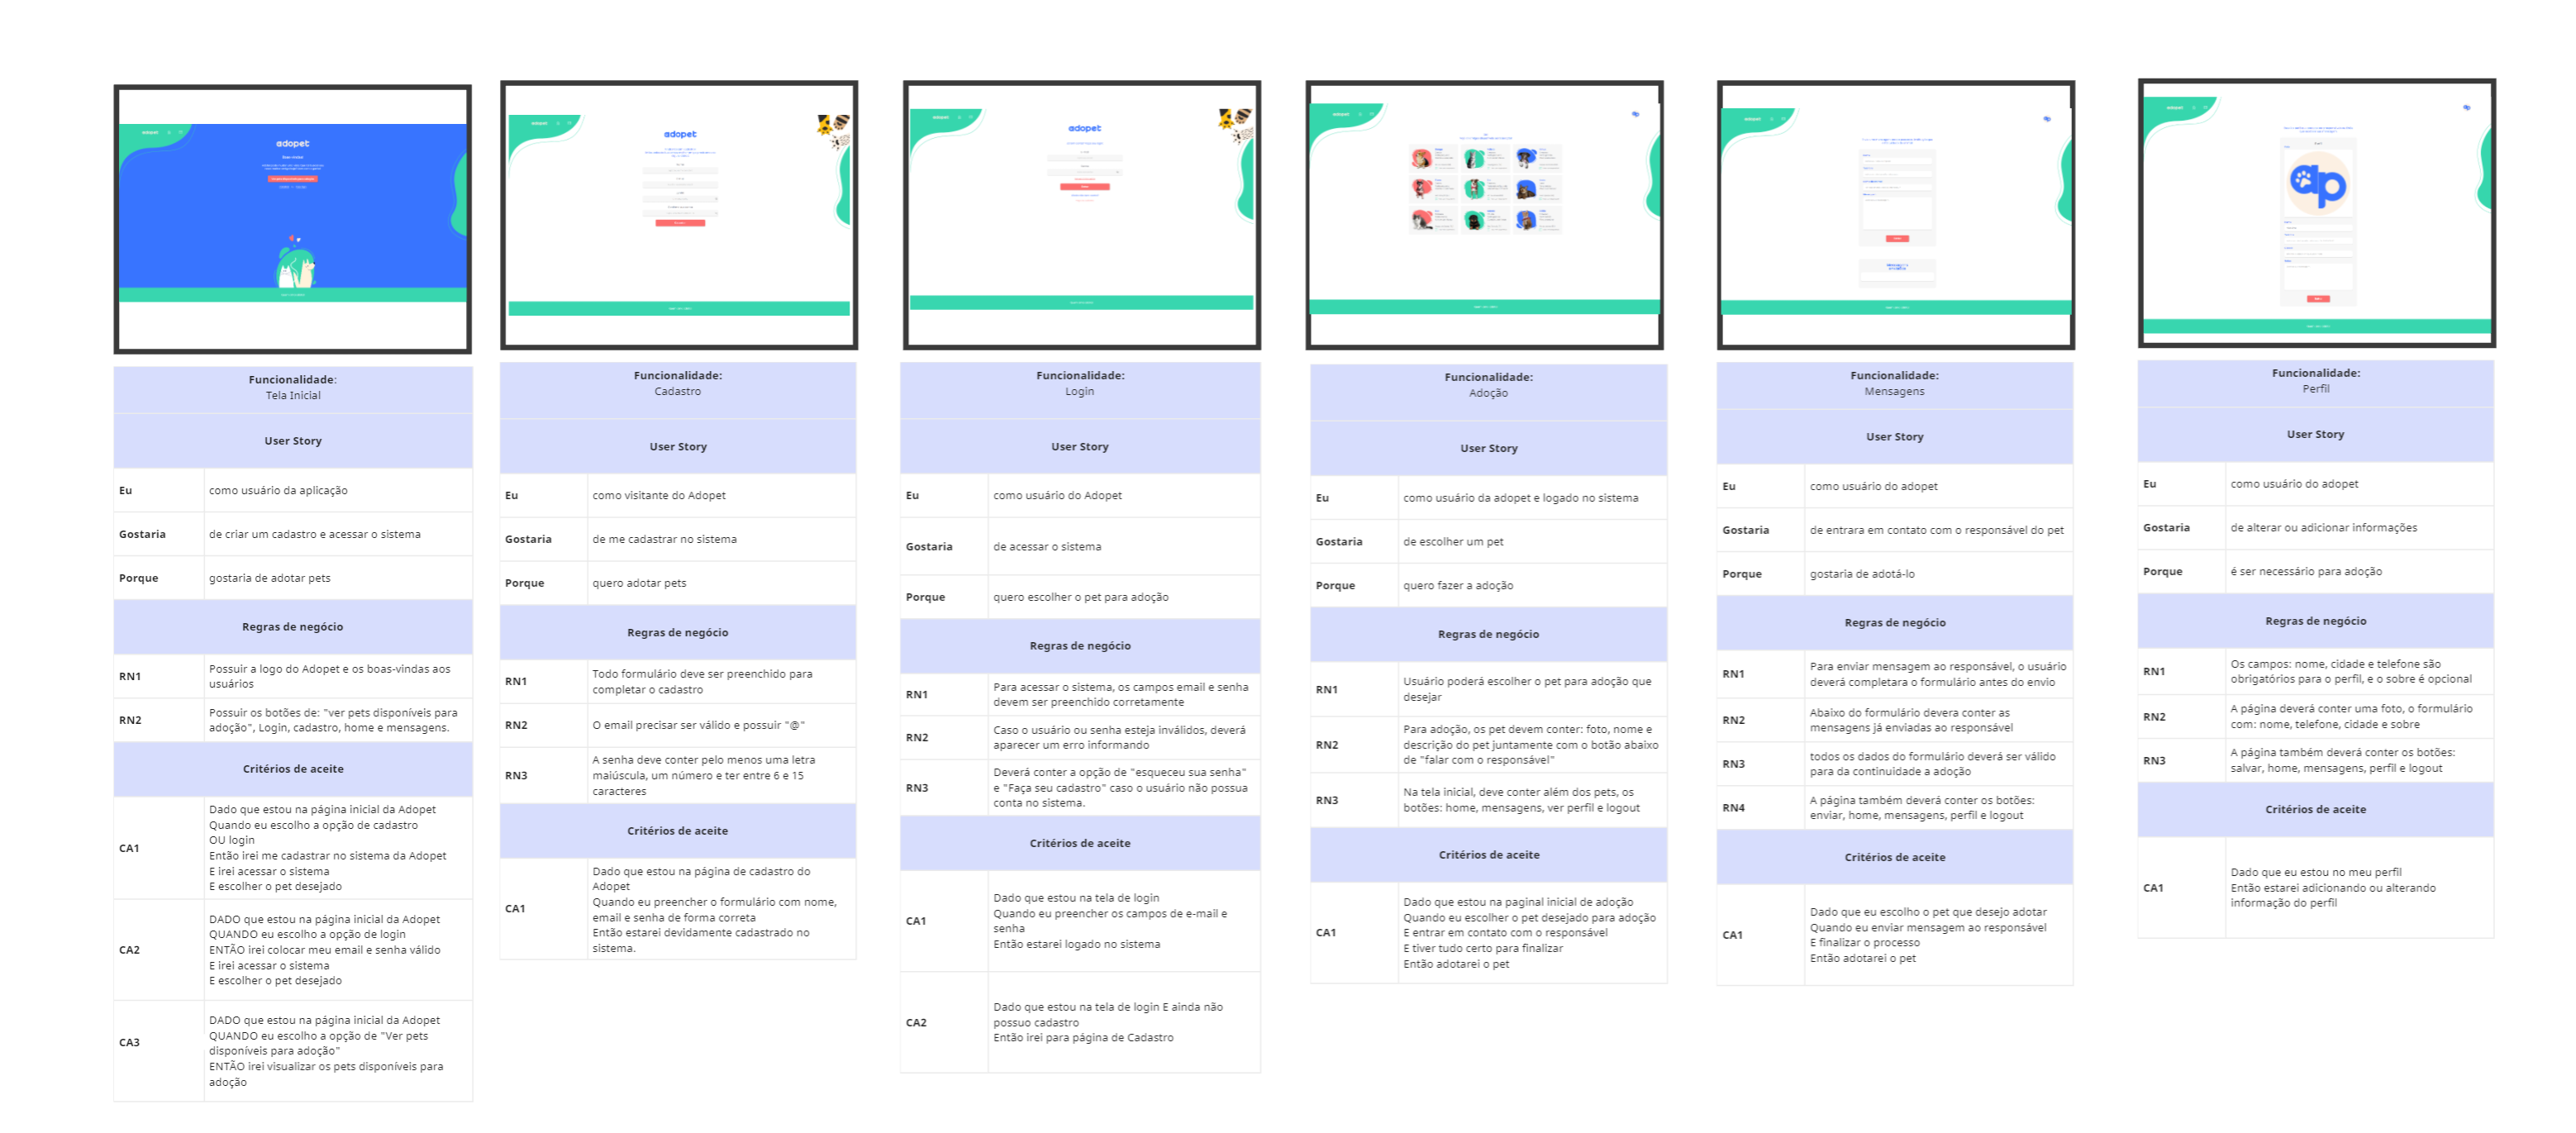 adopet
adopet
Boas-vindas!
Funcionalidade:
Tela Inicial
User Story
Eu
como usuário da aplicação
Gostaria
de criar um cadastro e acessar o sistema
Porque
gostaria de adotar pets
Regras de negócio
RN1
Possuir a logo do Adopet e os boas-vindas aos
usuários
RN2
Possuir os botões de: "ver pets disponíveis para
adoção", Login, cadastro, home e mensagens.
Critérios de aceite
CA1
Dado que estou na página inicial da Adopet
Quando eu escolho a opção de cadastro
OU login
Então irei me cadastrar no sistema da Adopet
E irei acessar o sistema
E escolher o pet desejado
CA2
DADO que estou na página inicial da Adopet
QUANDO eu escolho a opção de login
ENTÃO irei colocar meu email e senha válido
E irei acessar o sistema
E escolher o pet desejado
CA3
DADO que estou na página inicial da Adopet
QUANDO eu escolho a opção de "Ver pets
disponíveis para adoção"
ENTÃO irei visualizar os pets disponíveis para
adoção
adopet
adopet
Funcionalidade:
Cadastro
User Story
Eu
como visitante do Adopet
Gostaria
de me cadastrar no sistema
Porque
quero adotar pets
Regras de negócio
RN1
Todo formulário deve ser preenchido para
completar o cadastro
RN2
O email precisar ser válido e possuir "@"
RN3
A senha deve conter pelo menos uma letra
maiúscula, um número e ter entre 6 e 15
caracteres
Critérios de aceite
CA1
Dado que estou na página de cadastro do
Adopet
Quando eu preencher o formulário com nome,
email e senha de forma correta
Então estarei devidamente cadastrado no
sistema.
adopet
adopet
Funcionalidade:
Login
User Story
Eu
como usuário do Adopet
Gostaria
de acessar o sistema
Porque
quero escolher o pet para adoção
Regras de negócio
RN1
Para acessar o sistema, os campos email e senha
devem ser preenchido corretamente
RN2
Caso o usuário ou senha esteja inválidos, deverá
aparecer um erro informando
RN3
Deverá conter a opção de "esqueceu sua senha"
e "Faça seu cadastro" caso o usuário não possua
conta no sistema.
Critérios de aceite
CA1
Dado que estou na tela de login
Quando eu preencher os campos de e-mail e
senha
Então estarei logado no sistema
CA2
Dado que estou na tela de login E ainda não
possuo cadastro
Então irei para página de Cadastro
adopet
Funcionalidade:
Adoção
User Story
Eu
como usuário da adopet e logado no sistema
Gostaria
de escolher um pet
Porque
quero fazer a adoção
Regras de negócio
RN1
Usuário poderá escolher o pet para adoção que
desejar
RN2
Para adoção, os pet devem conter: foto, nome e
descrição do pet juntamente com o botão abaixo
de "falar com o responsável"
RN3
Na tela inicial, deve conter além dos pets, os
botões: home, mensagens, ver perfil e logout
Critérios de aceite
CA1
Dado que estou na paginal inicial de adoção
Quando eu escolher o pet desejado para adoção
E entrar em contato com o responsável
E tiver tudo certo para finalizar
Então adotarei o pet
adopet
Funcionalidade:
Mensagens
User Story
Eu
como usuário do adopet
Gostaria
de entrara em contato com o responsável do pet
Porque
gostaria de adotá-lo
Regras de negócio
RN1
Para enviar mensagem ao responsável, o usuário
deverá completara o formulário antes do envio
RN2
Abaixo do formulário devera conter as
mensagens já enviadas ao responsável
RN3
todos os dados do formulário deverá ser válido
para da continuidade a adoção
RN4
A página também deverá conter os botões:
enviar, home, mensagens, perfil e logout
Critérios de aceite
CA1
Dado que eu escolho o pet que desejo adotar
Quando eu enviar mensagem ao responsável
E finalizar o processo
Então adotarei o pet
adopet
Funcionalidade:
Perfil
User Story
Eu
como usuário do adopet
Gostaria
de alterar ou adicionar informações
Porque
é ser necessário para adoção
Regras de negócio
RN1
Os campos: nome, cidade e telefone são
obrigatórios para o perfil, e o sobre é opcional
RN2
A página deverá conter uma foto, o formulário
com: nome, telefone, cidade e sobre
RN3
A página também deverá conter os botões:
salvar, home, mensagens, perfil e logout
Critérios de aceite
CA1
Dado que eu estou no meu perfil
Então estarei adicionando ou alterando
informação do perfil